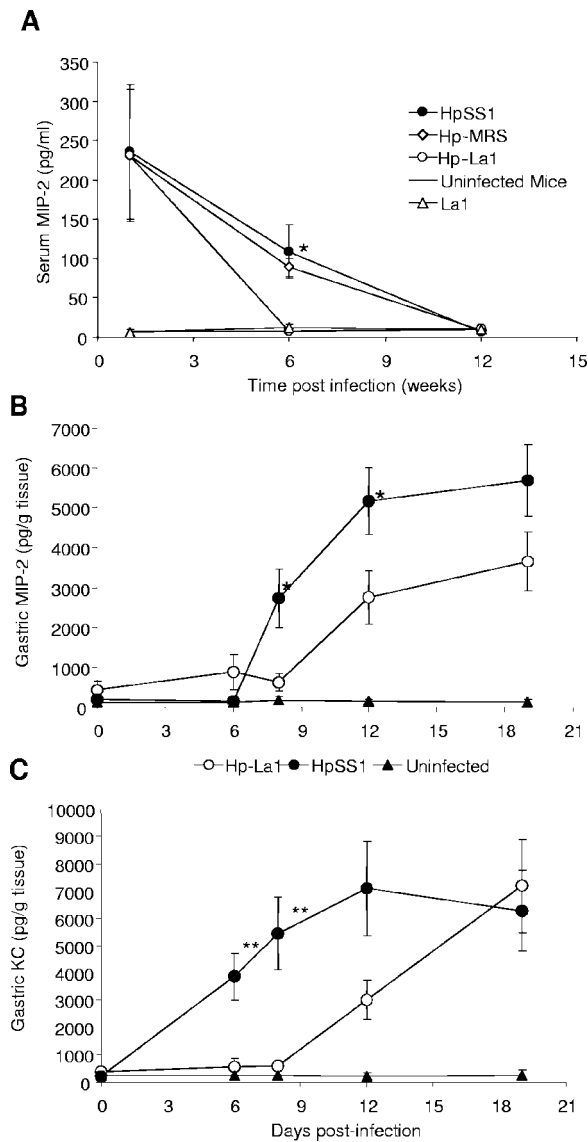 A
350
300
250
200
150
100
50
0
Serum MIP-2 (pg/ml)
HpSS1
Hp-MRS
Hp-La1
Uninfected Mice
La1
*
0 3 6 9 12 15
Time post infection (weeks)
B
7000
6000
5000
4000
3000
2000
1000
0
Gastric MIP-2 (pg/g tissue)
*
*
0 3 6 9 12 15 18 21
Hp-La1 HpSS1 Uninfected
C
10000
9000
8000
7000
6000
5000
4000
3000
2000
1000
0
Gastric KC (pg/g tissue)
**
**
0 3 6 9 12 15 18 21
Days post-infection